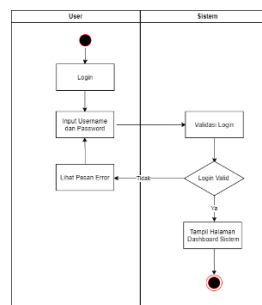 User
Sistem
Login
Input Username
dan Password
Validasi Login
Lihat Pesan Error
Tidak
Login Valid
Ya
Tampil Halaman
Dashboard Sistem